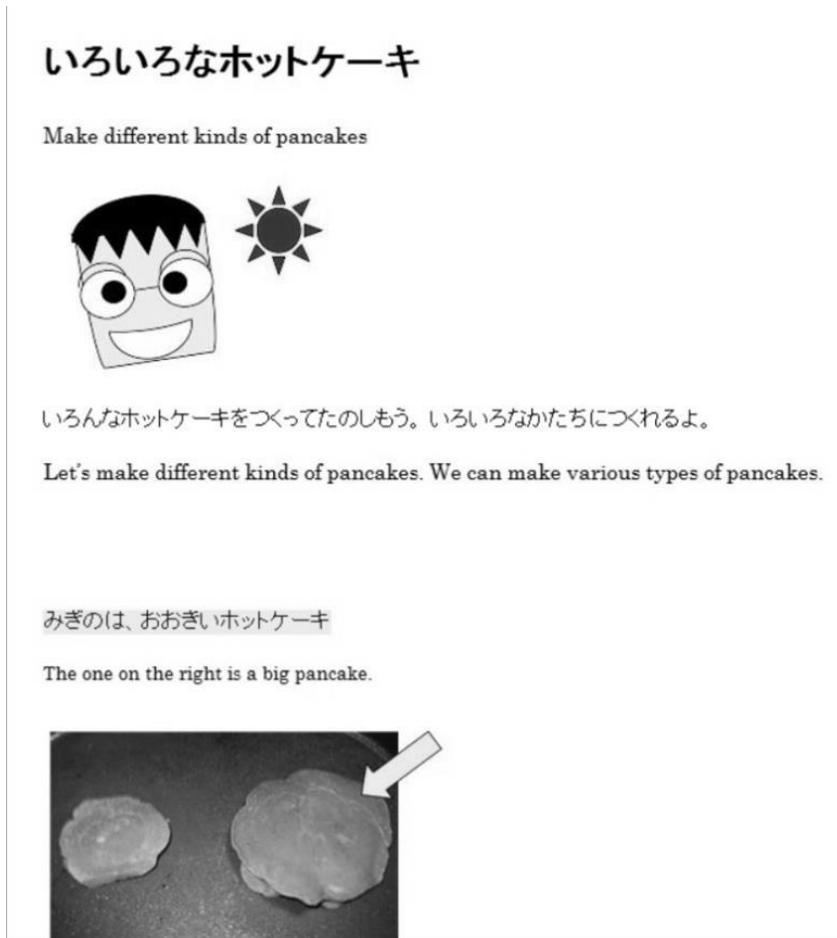 いろいろなホットケーキ
Make different kinds of pancakes
いろんなホットケーキをつくってたのしもう。いろいろなかたちにつくれるよ。
Let's make different kinds of pancakes. We can make various types of pancakes.
みぎのは、おおきいホットケーキ
The one on the right is a big pancake.